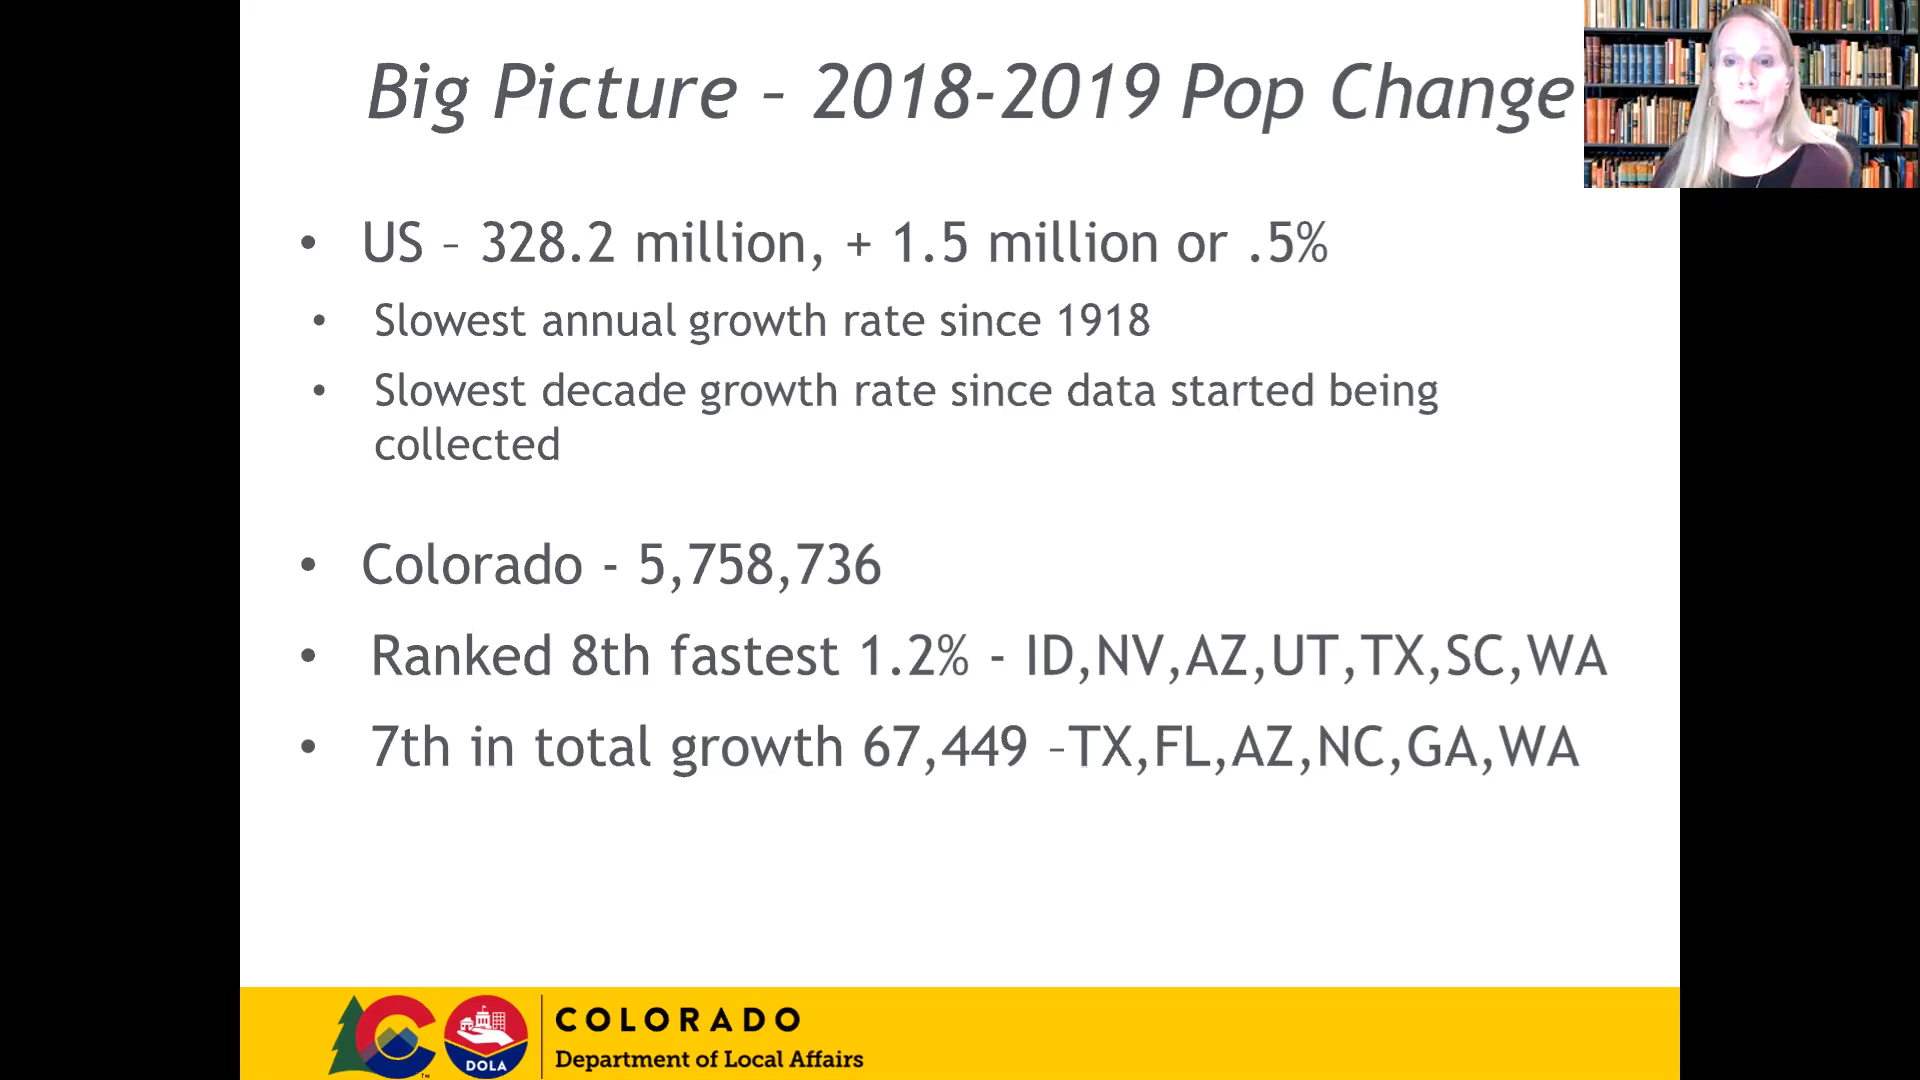 Big Picture – 2018-2019 Pop Change
• US – 328.2 million, + 1.5 million or .5%
• Slowest annual growth rate since 1918
• Slowest decade growth rate since data started being
collected
• Colorado - 5,758,736
• Ranked 8th fastest 1.2% - ID,NV,AZ,UT,TX,SC,WA
• 7th in total growth 67,449 –TX,FL,AZ,NC,GA,WA
DOLA
COLORADO
Department of Local Affairs
TM